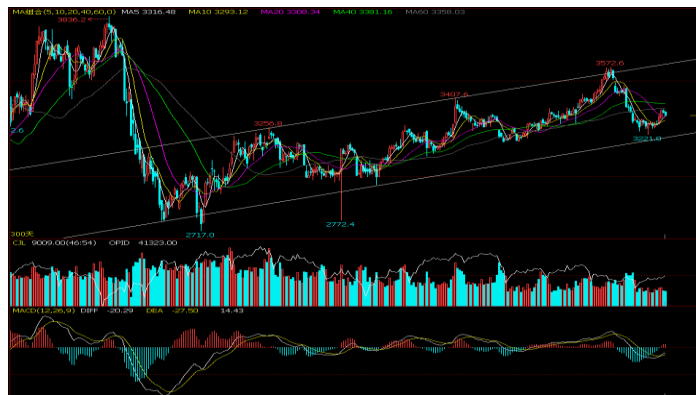 MA组合(5,10,20,40,60,0) MA5 3316.48 MA10 3293.12 MA20 3300.34 MA40 3381.16 MA60 3358.03
3836.2
3572.6
3407.6
3256.8
2.6
3221.0
2772.4
2717.0
300天
CJL 9009.00(46:54) OPID 41323.00
MACD(12,26,9) DIFF -20.29 DEA -27.50 14.43